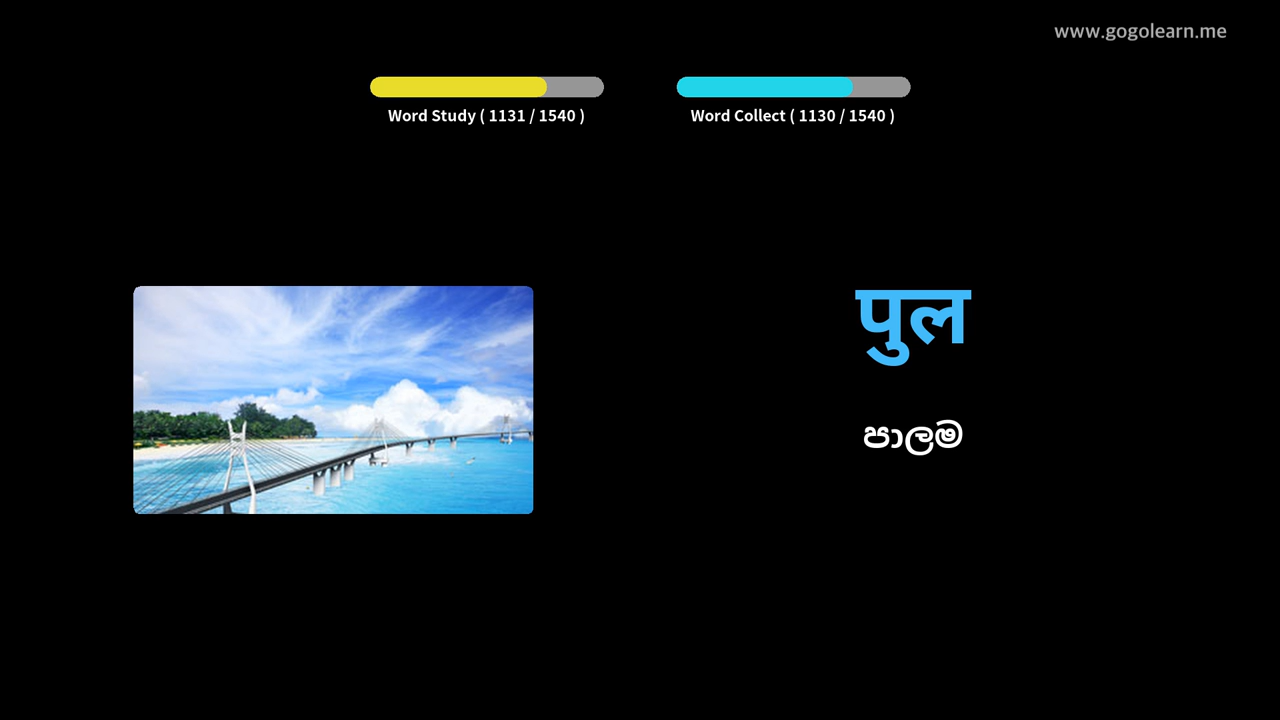 www.gogolearn.me
Word Study ( 1131 / 1540 )
Word Collect ( 1130 / 1540 )
पुल
පාලම